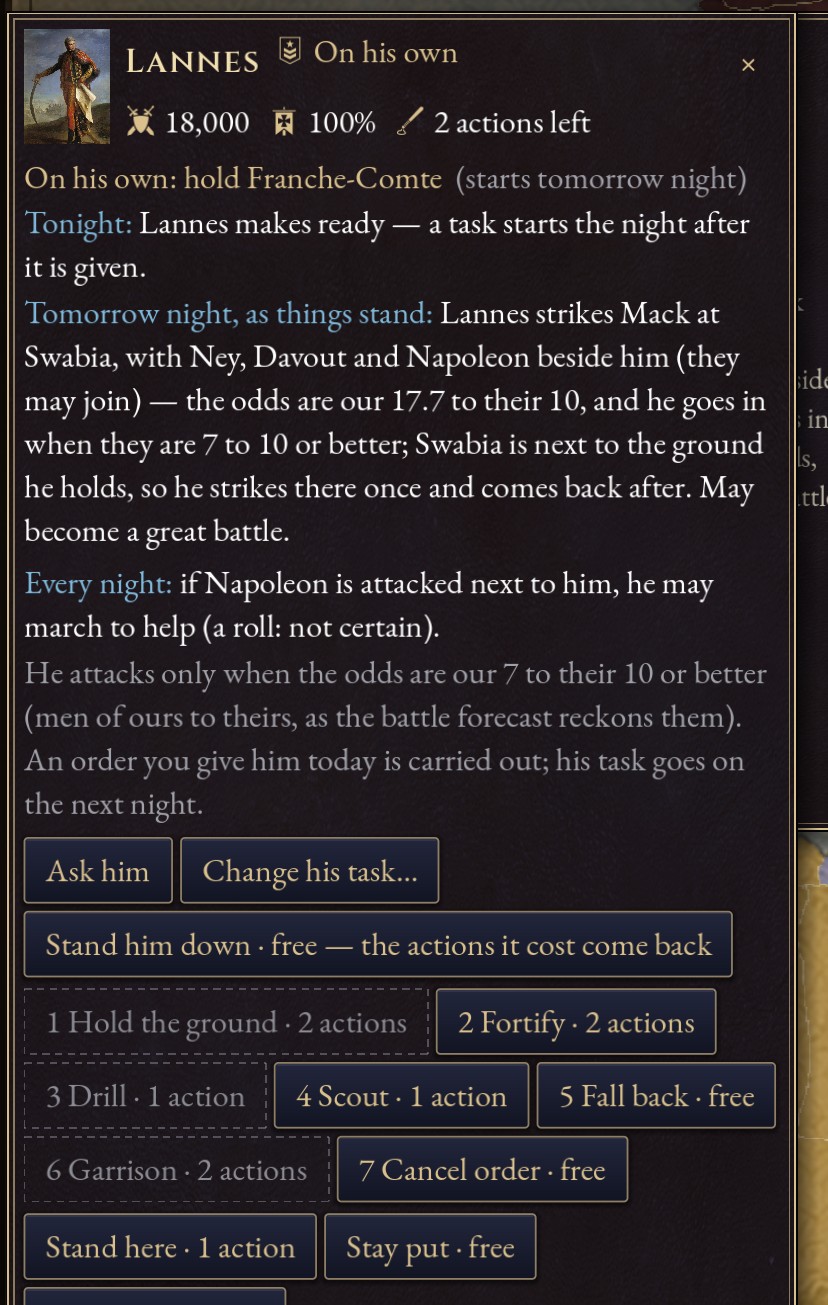 LANNES On his own ×
18,000 100% 2 actions left
On his own: hold Franche-Comte (starts tomorrow night)
Tonight: Lannes makes ready — a task starts the night after
it is given.
Tomorrow night, as things stand: Lannes strikes Mack at
Swabia, with Ney, Davout and Napoleon beside him (they
may join) — the odds are our 17.7 to their 10, and he goes in
when they are 7 to 10 or better; Swabia is next to the ground
he holds, so he strikes there once and comes back after. May
become a great battle.
Every night: if Napoleon is attacked next to him, he may
march to help (a roll: not certain).
He attacks only when the odds are our 7 to their 10 or better
(men of ours to theirs, as the battle forecast reckons them).
An order you give him today is carried out; his task goes on
the next night.
Ask him Change his task...
Stand him down · free — the actions it cost come back
1 Hold the ground · 2 actions 2 Fortify · 2 actions
3 Drill · 1 action 4 Scout · 1 action 5 Fall back · free
6 Garrison · 2 actions 7 Cancel order · free
Stand here · 1 action Stay put · free